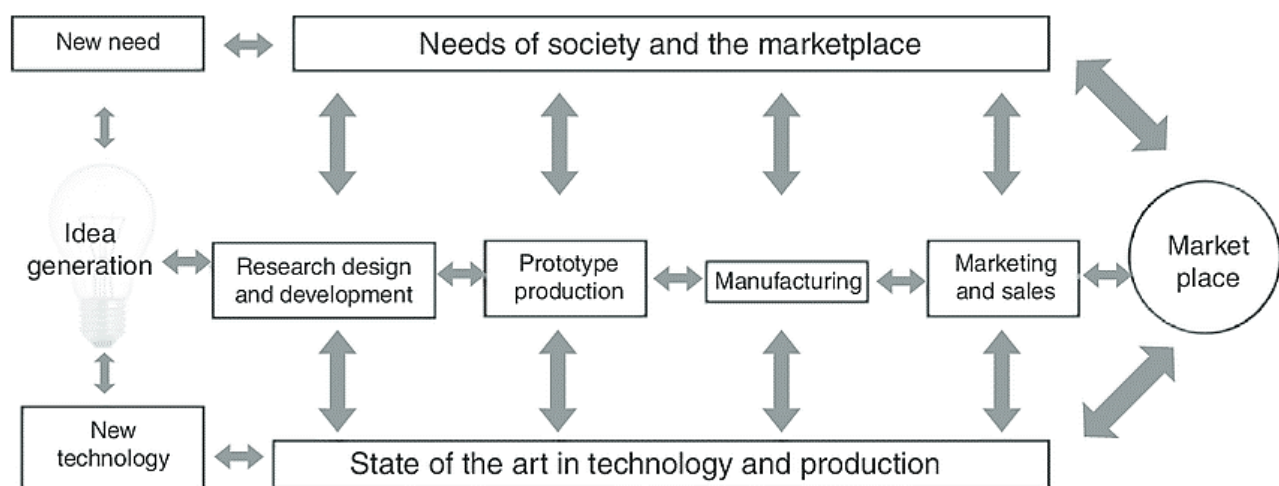 New need
Needs of society and the marketplace
Idea
generation
Research design
and development
Prototype
production
Manufacturing
Marketing
and sales
Market
place
New
technology
State of the art in technology and production